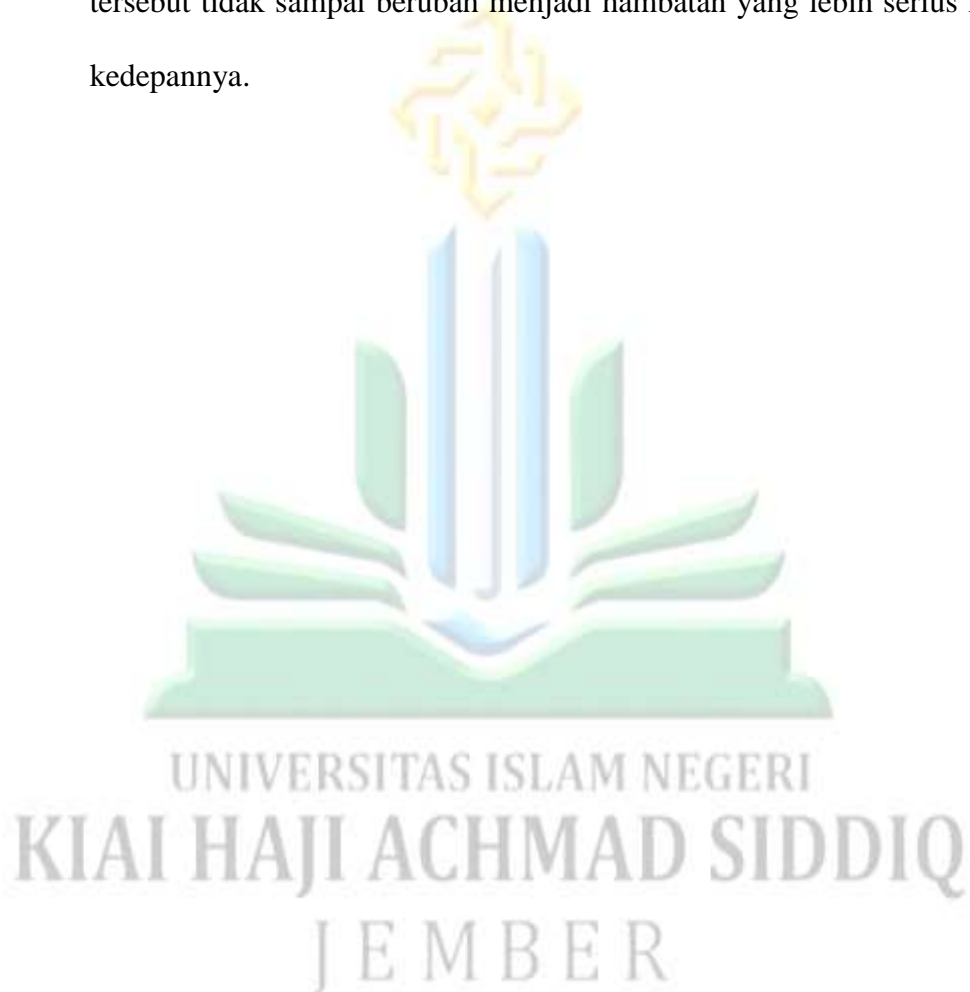 tersebut tidak sampai berubah menjadi hambatan yang lebih serius
kedepannya.
UNIVERSITAS ISLAM NEGERI
KIAI HAJI ACHMAD SIDDIQ
JEMBER